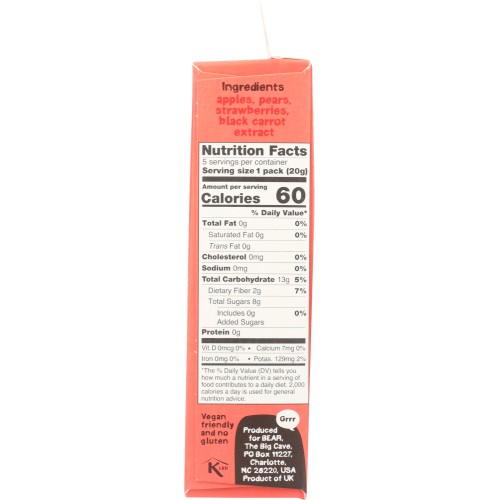 Ingredients
apples, pears,
strawberries,
black carrot
extract
Nutrition Facts
5 servings per container
Serving size 1 pack (20g)
Amount per serving
Calories 60
% Daily Value*
Total Fat 0g 0%
Saturated Fat 0g 0%
Trans Fat 0g
Cholesterol 0mg 0%
Sodium 0mg 0%
Total Carbohydrate 13g 5%
Dietary Fiber 2g 7%
Total Sugars 8g
Includes 0g 0%
Added Sugars
Protein 0g
Vit. D 0mcg 0% • Calcium 7mg 0%
Iron 0mg 0% • Potas. 129mg 2%
*The % Daily Value (DV) tells you
how much a nutrient in a serving of
food contributes to a daily diet. 2,000
calories a day is used for general
nutrition advice.
Vegan
friendly
and no
gluten
Grrr
Produced
for BEAR,
The Big Cave,
PO Box 11227,
Charlotte,
NC 28220, USA
Product of UK
KLBD